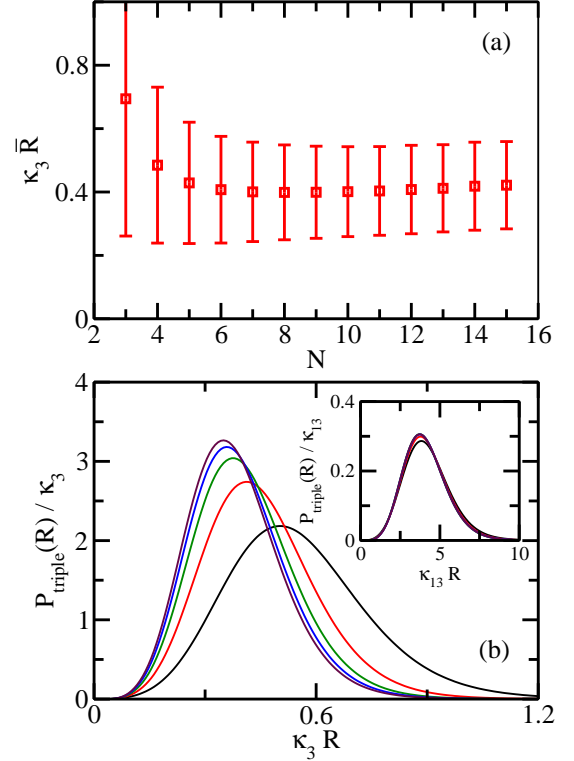 (a)
0.8
0.4
0
κ₃ R̄
2 4 6 8 10 12 14 16
N
4
3
2
1
0
P_triple(R) / κ₃
0 0.6 1.2
κ₃ R
(b)
0.4
0.2
0
P_triple(R) / κ₁₃
0 5 10
κ₁₃ R